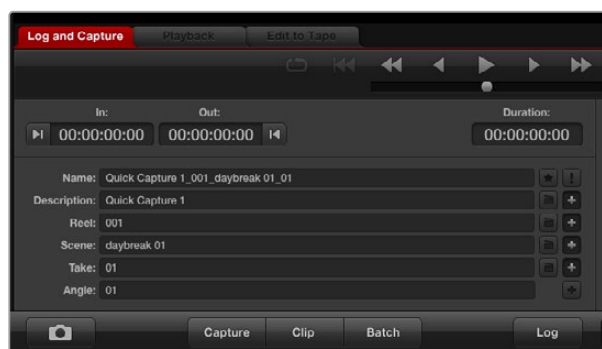 Log and Capture Playback Edit to Tape
In: Out: Duration:
00:00:00:00 00:00:00:00 00:00:00:00
Name: Quick Capture 1_001_daybreak 01_01
Description: Quick Capture 1
Reel: 001
Scene: daybreak 01
Take: 01
Angle: 01
Capture Clip Batch Log